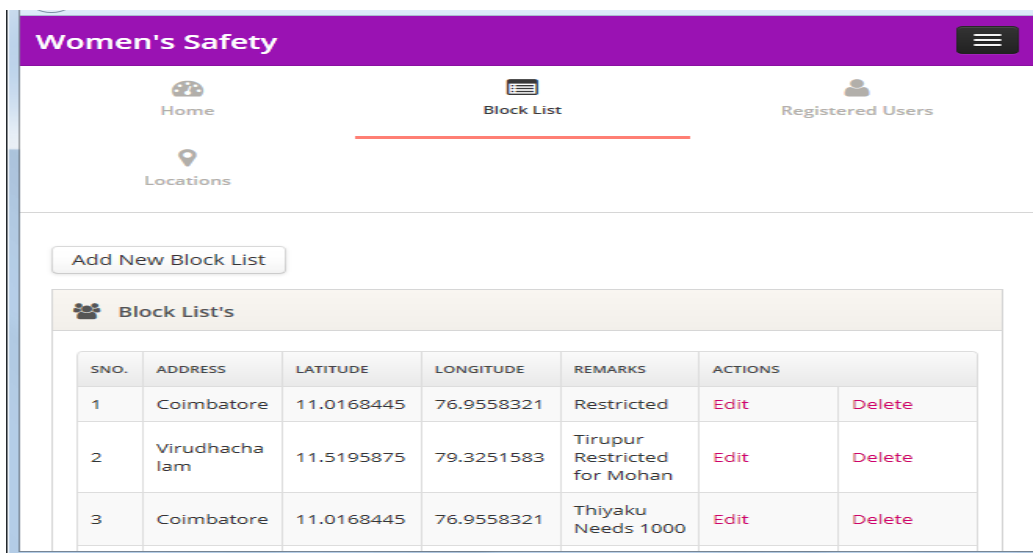 Women's Safety
Home
Block List
Registered Users
Locations
Add New Block List
Block List's
SNO. ADDRESS LATITUDE LONGITUDE REMARKS ACTIONS
1 Coimbatore 11.0168445 76.9558321 Restricted Edit Delete
2 Virudhacha
lam 11.5195875 79.3251583 Tirupur
Restricted
for Mohan Edit Delete
3 Coimbatore 11.0168445 76.9558321 Thiyaku
Needs 1000 Edit Delete